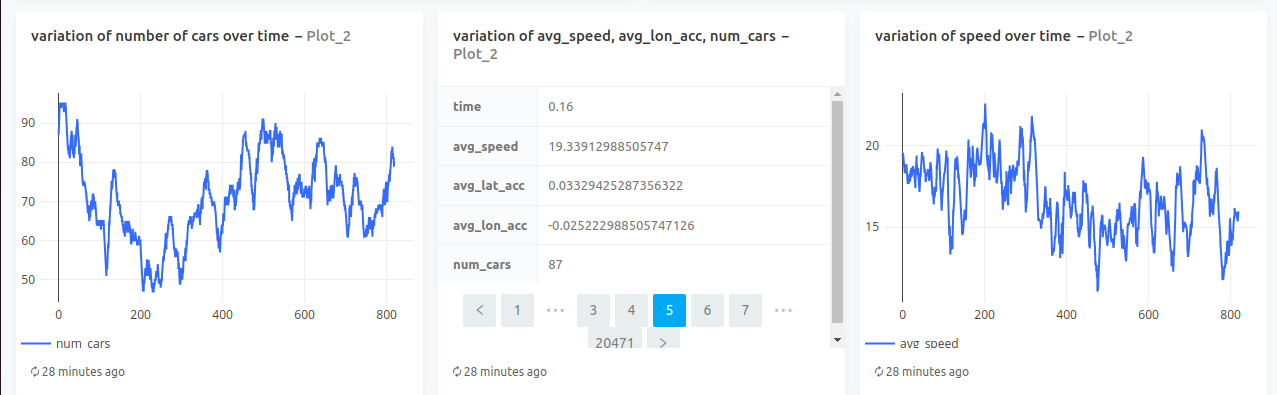 variation of number of cars over time – Plot_2
90
80
70
60
50
0 200 400 600 800
num_cars
28 minutes ago
variation of avg_speed, avg_lon_acc, num_cars –
Plot_2
time 0.16
avg_speed 19.33912988505747
avg_lat_acc 0.03329425287356322
avg_lon_acc -0.025222988505747126
num_cars 87
< 1 ••• 3 4 5 6 7 •••
20471 >
28 minutes ago
variation of speed over time – Plot_2
20
15
0 200 400 600 800
avg_speed
28 minutes ago